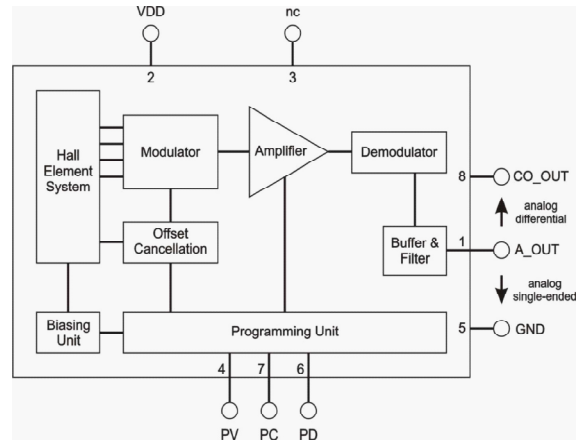 VDD
nc
2
3
Hall
Element
System
Modulator
Amplifier
Demodulator
8
CO_OUT
analog
differential
Offset
Cancellation
Buffer &
Filter
1
A_OUT
analog
single-ended
Biasing
Unit
Programming Unit
5
GND
4
7
6
PV
PC
PD